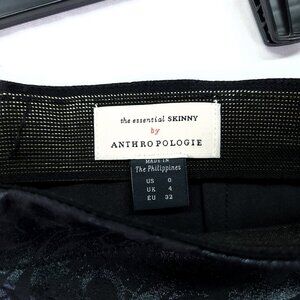 the essential SKINNY
by
ANTHROPOLOGIE
MADE IN
The Philippines
US 0
UK 4
EU 32